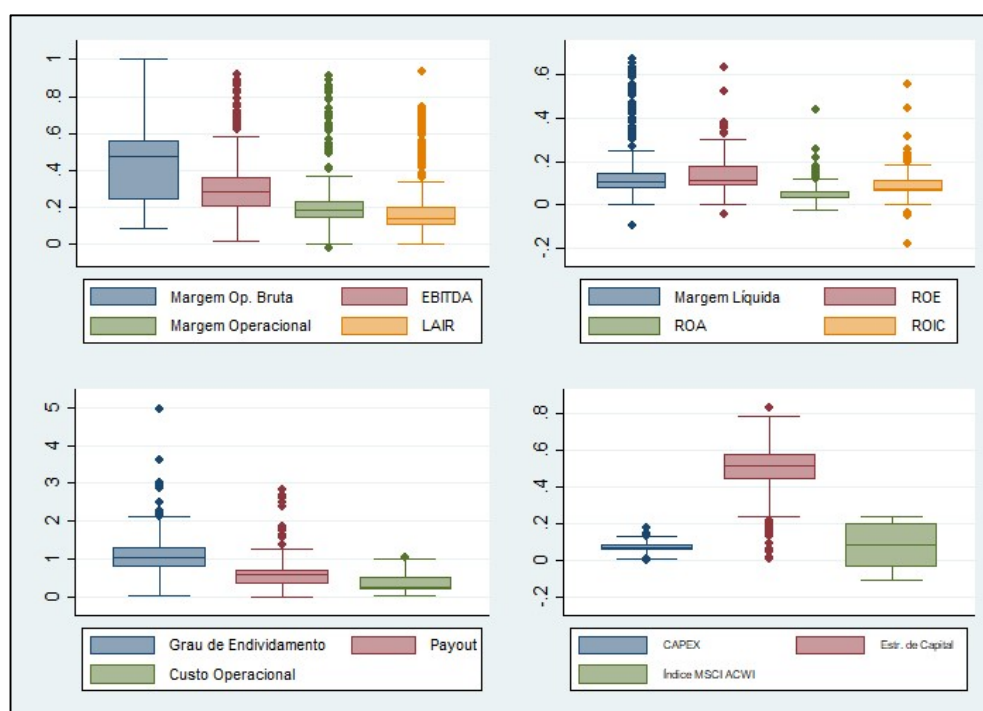 1
.8
.6
.4
.2
0
Margem Op. Bruta
EBITDA
Margem Operacional
LAIR
.6
.4
.2
0
-.2
Margem Líquida
ROE
ROA
ROIC
5
4
3
2
1
0
Grau de Endividamento
Payout
Custo Operacional
.8
.6
.4
.2
0
-.2
CAPEX
Estr. de Capital
Índice MSCI ACWI